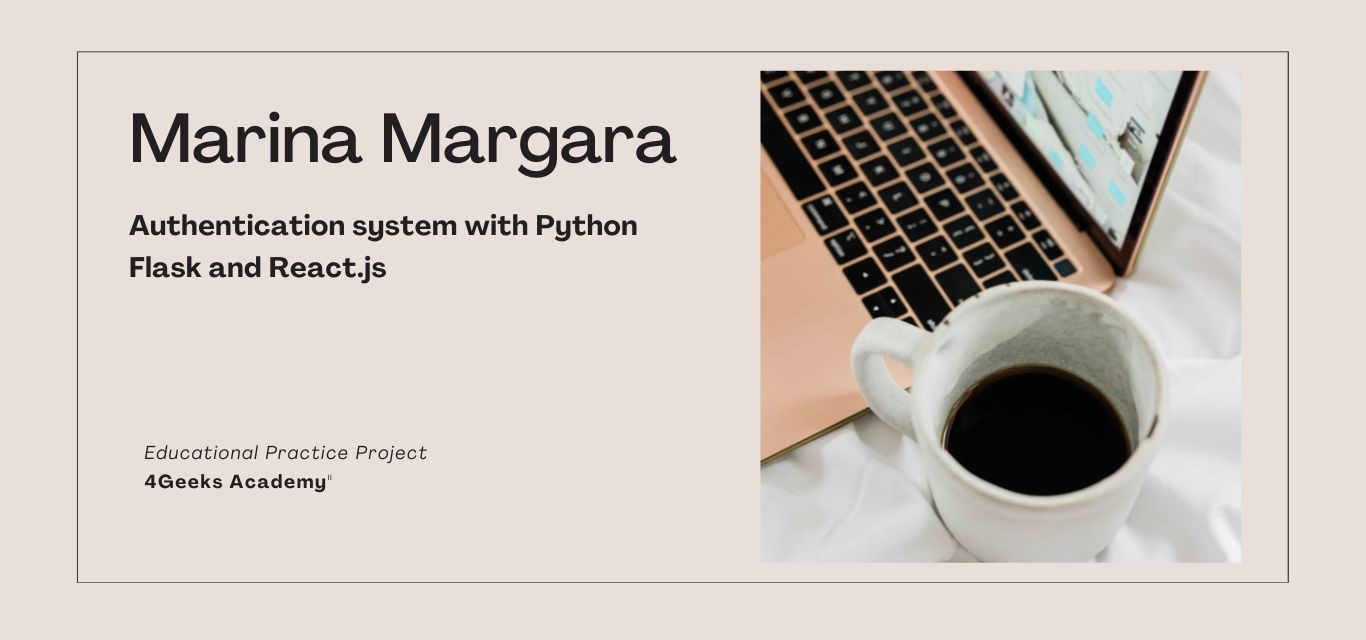 Marina Margara
Authentication system with Python
Flask and React.js
Educational Practice Project
4Geeks Academy"